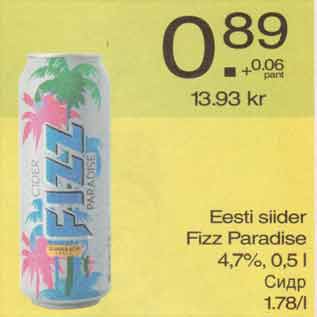 0.89
+0.06
pant
13.93 kr
CIDER
FIZZ
PARADISE
Eesti siider
Fizz Paradise
4,7%, 0,5 l
Сидр
1.78/l